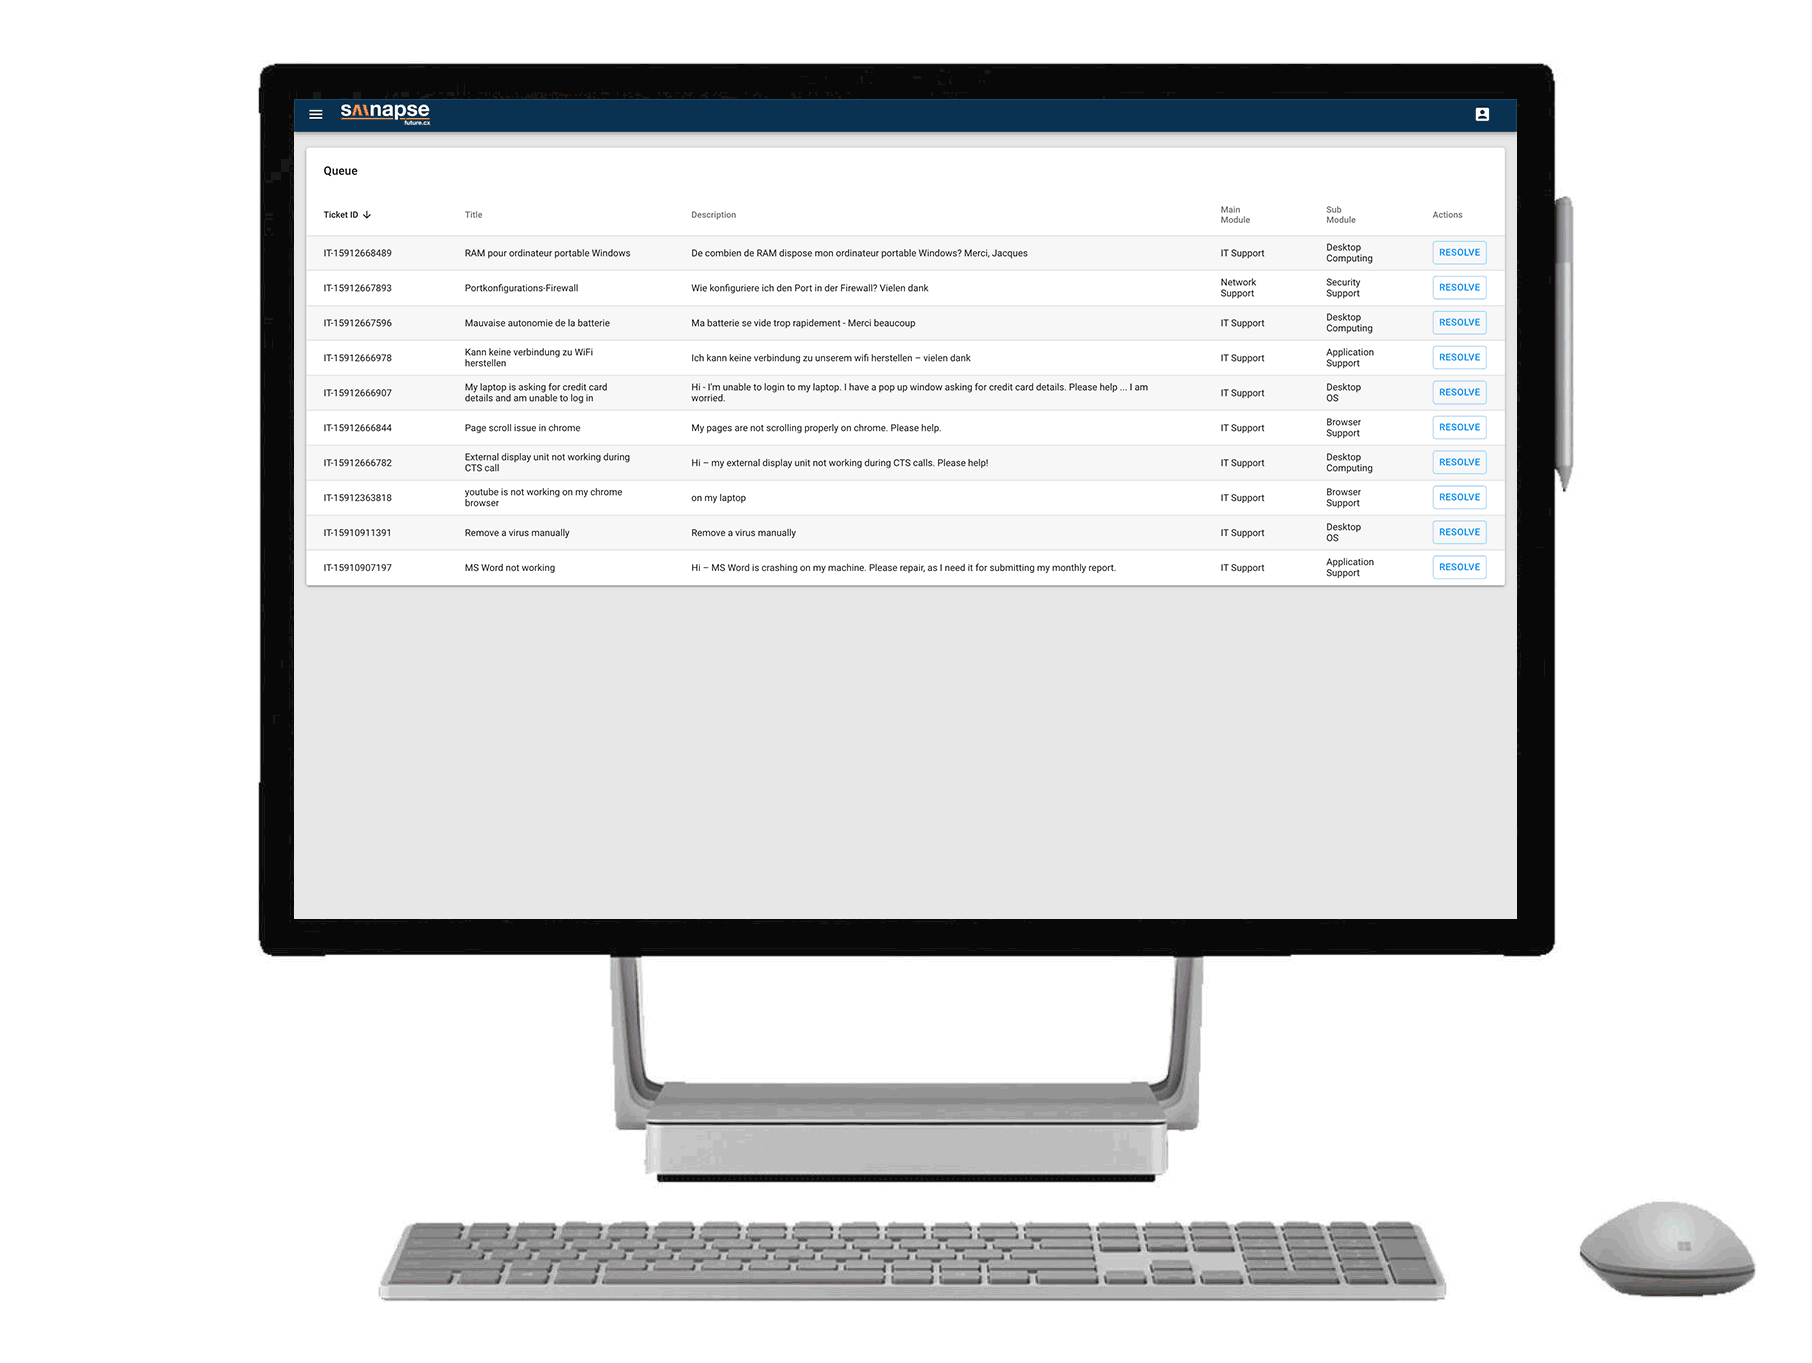 sainapse
future.cx
Queue
Ticket ID Title Description Main Module Sub Module Actions
IT-15912668489 RAM pour ordinateur portable Windows De combien de RAM dispose mon ordinateur portable Windows? Merci, Jacques IT Support Desktop Computing RESOLVE
IT-15912667893 Portkonfigurations-Firewall Wie konfiguriere ich den Port in der Firewall? Vielen dank Network Support Security Support RESOLVE
IT-15912667596 Mauvaise autonomie de la batterie Ma batterie se vide trop rapidement - Merci beaucoup IT Support Desktop Computing RESOLVE
IT-15912666978 Kann keine verbindung zu WiFi herstellen Ich kann keine verbindung zu unserem wifi herstellen – vielen dank IT Support Application Support RESOLVE
IT-15912666907 My laptop is asking for credit card details and am unable to log in Hi - I'm unable to login to my laptop. I have a pop up window asking for credit card details. Please help ... I am worried. IT Support Desktop OS RESOLVE
IT-15912666844 Page scroll issue in chrome My pages are not scrolling properly on chrome. Please help. IT Support Browser Support RESOLVE
IT-15912666782 External display unit not working during CTS call Hi – my external display unit not working during CTS calls. Please help! IT Support Desktop Computing RESOLVE
IT-15912363818 youtube is not working on my chrome browser on my laptop IT Support Browser Support RESOLVE
IT-15910911391 Remove a virus manually Remove a virus manually IT Support Desktop OS RESOLVE
IT-15910907197 MS Word not working Hi – MS Word is crashing on my machine. Please repair, as I need it for submitting my monthly report. IT Support Application Support RESOLVE